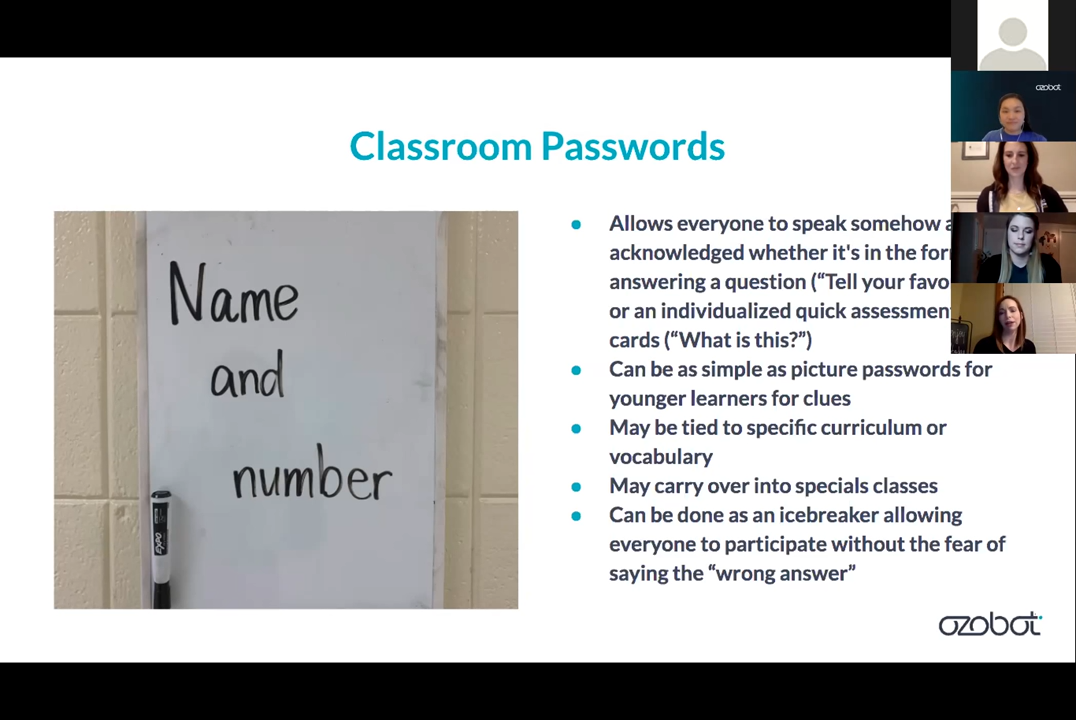 Classroom Passwords
Name
and
number
EXPO
Allows everyone to speak somehow
acknowledged whether it's in the
answering a question (“Tell your
or an individualized quick assessment
cards (“What is this?”)
Can be as simple as picture passwords for
younger learners for clues
May be tied to specific curriculum or
vocabulary
May carry over into specials classes
Can be done as an icebreaker allowing
everyone to participate without the fear of
saying the “wrong answer”
ozobot
ozobot